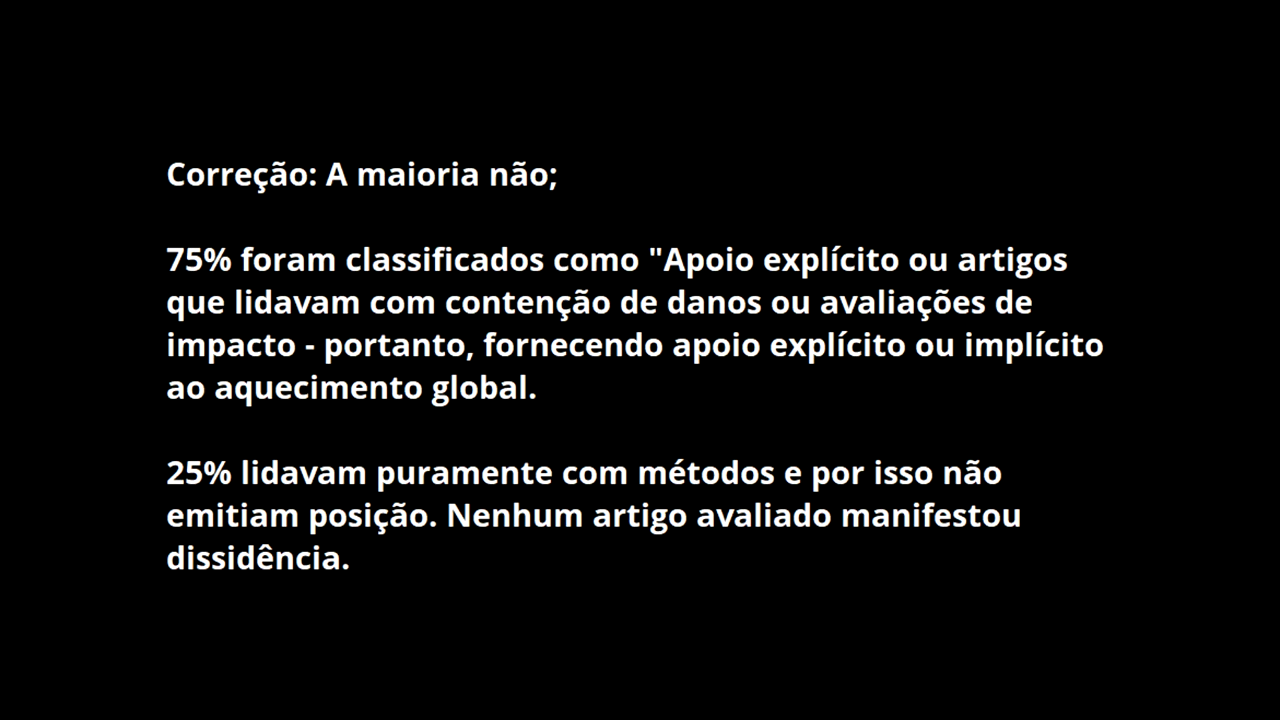 Correção: A maioria não;
75% foram classificados como "Apoio explícito ou artigos
que lidavam com contenção de danos ou avaliações de
impacto - portanto, fornecendo apoio explícito ou implícito
ao aquecimento global.
25% lidavam puramente com métodos e por isso não
emitiam posição. Nenhum artigo avaliado manifestou
dissidência.